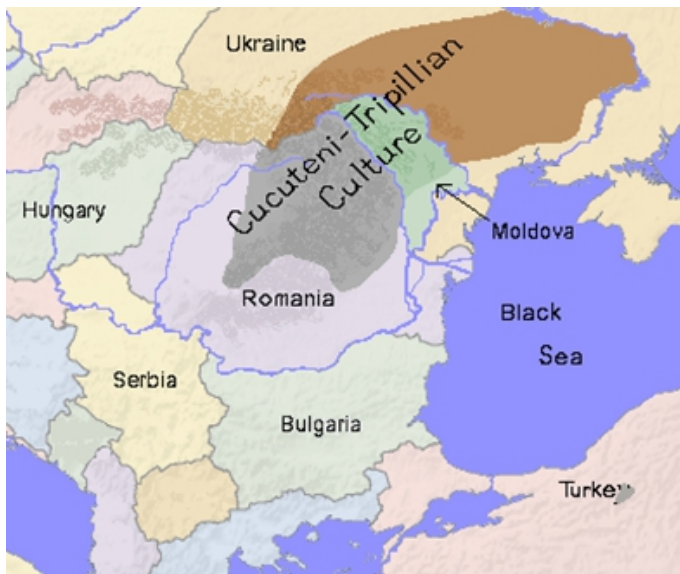 Ukraine
Cucuteni-Tripillian
Culture
Hungary
Moldova
Romania
Black
Sea
Serbia
Bulgaria
Turkey